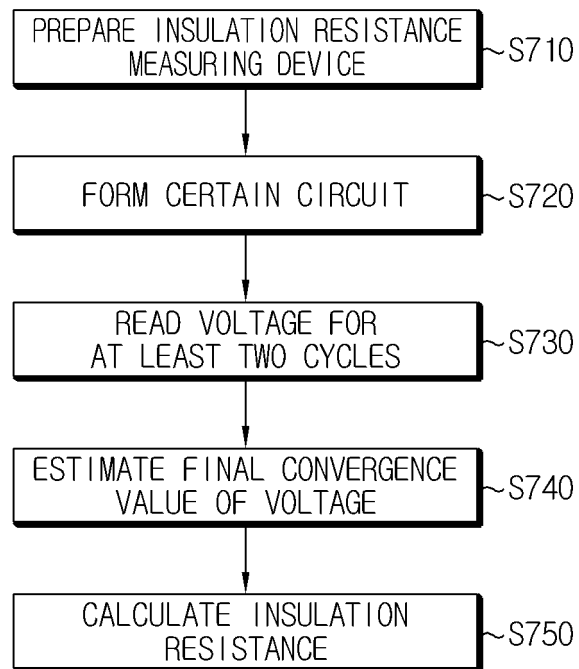 PREPARE INSULATION RESISTANCE
MEASURING DEVICE
S710
FORM CERTAIN CIRCUIT
S720
READ VOLTAGE FOR
AT LEAST TWO CYCLES
S730
ESTIMATE FINAL CONVERGENCE
VALUE OF VOLTAGE
S740
CALCULATE INSULATION
RESISTANCE
S750